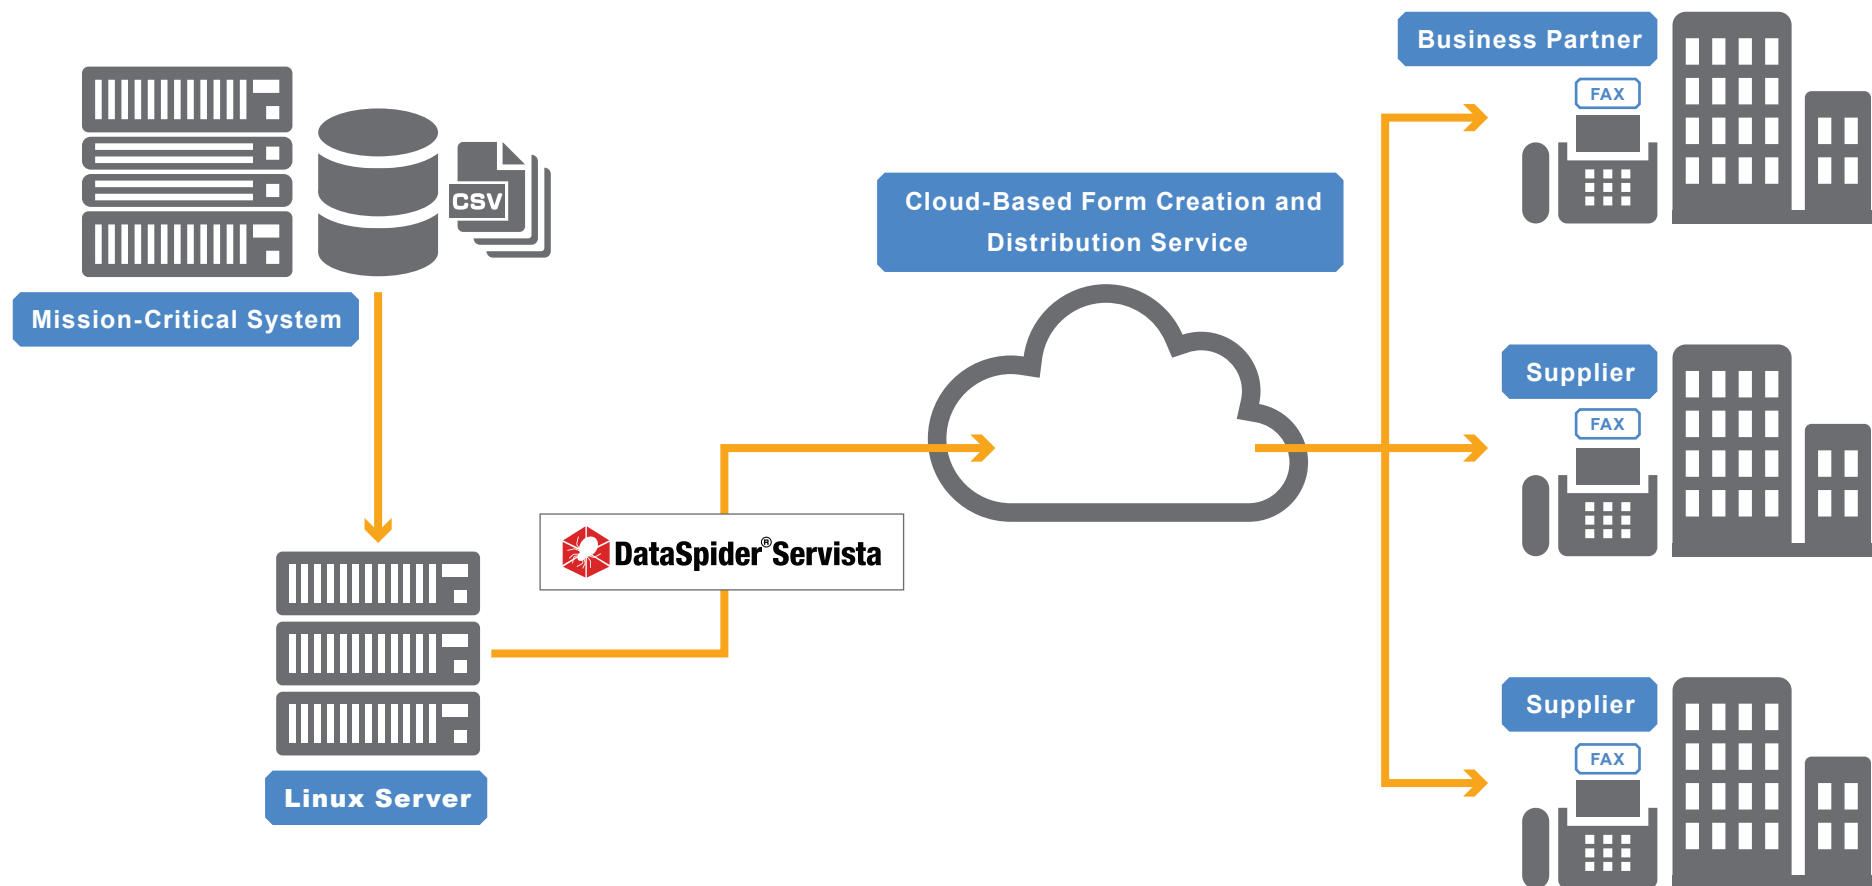 Business Partner
FAX
CSV
Cloud-Based Form Creation and
Distribution Service
Mission-Critical System
Supplier
FAX
DataSpider®Servista
Supplier
FAX
Linux Server